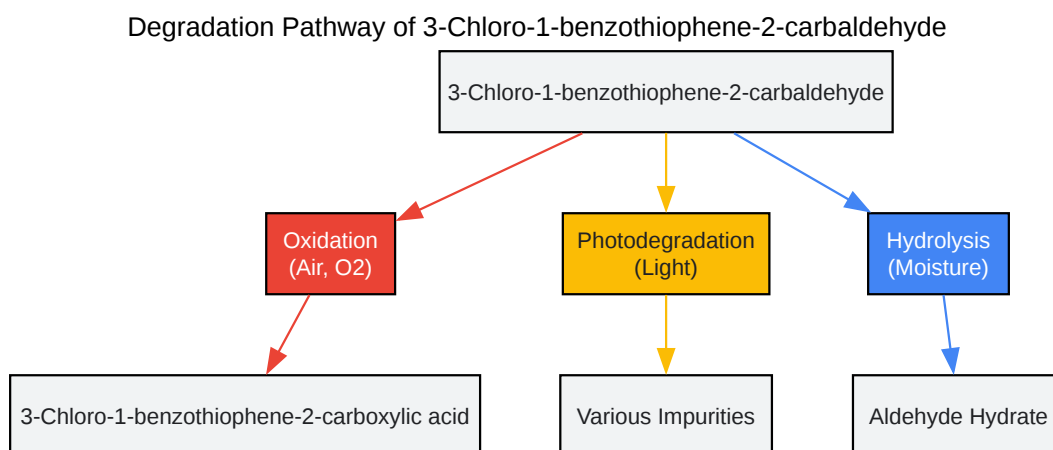 Degradation Pathway of 3-Chloro-1-benzothiophene-2-carbaldehyde
3-Chloro-1-benzothiophene-2-carbaldehyde
Oxidation
(Air, O2)
Photodegradation
(Light)
Hydrolysis
(Moisture)
3-Chloro-1-benzothiophene-2-carboxylic acid
Various Impurities
Aldehyde Hydrate